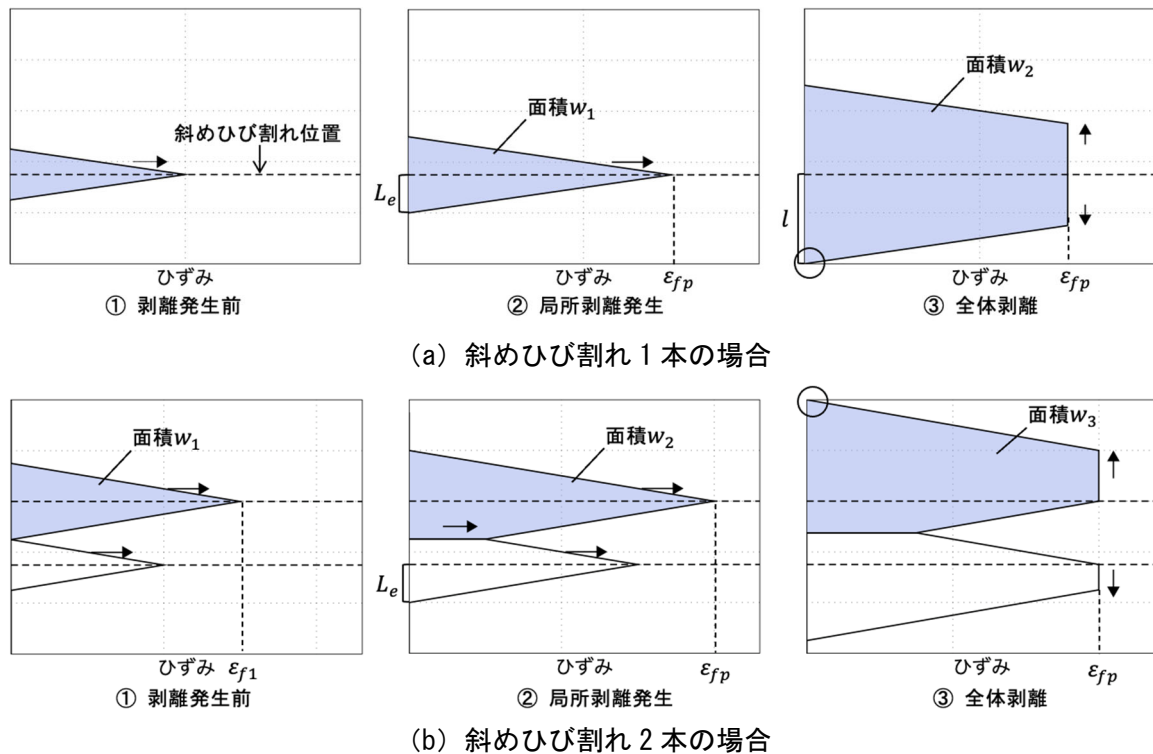 斜めひび割れ位置
ひずみ
① 剥離発生前
面積w₁
Lₑ
ひずみ
ε_fp
② 局所剥離発生
面積w₂
l
ひずみ
ε_fp
③ 全体剥離
(a) 斜めひび割れ 1 本の場合
面積w₁
ひずみ ε_f1
① 剥離発生前
面積w₂
Lₑ
ひずみ
ε_fp
② 局所剥離発生
面積w₃
ひずみ
ε_fp
③ 全体剥離
(b) 斜めひび割れ 2 本の場合